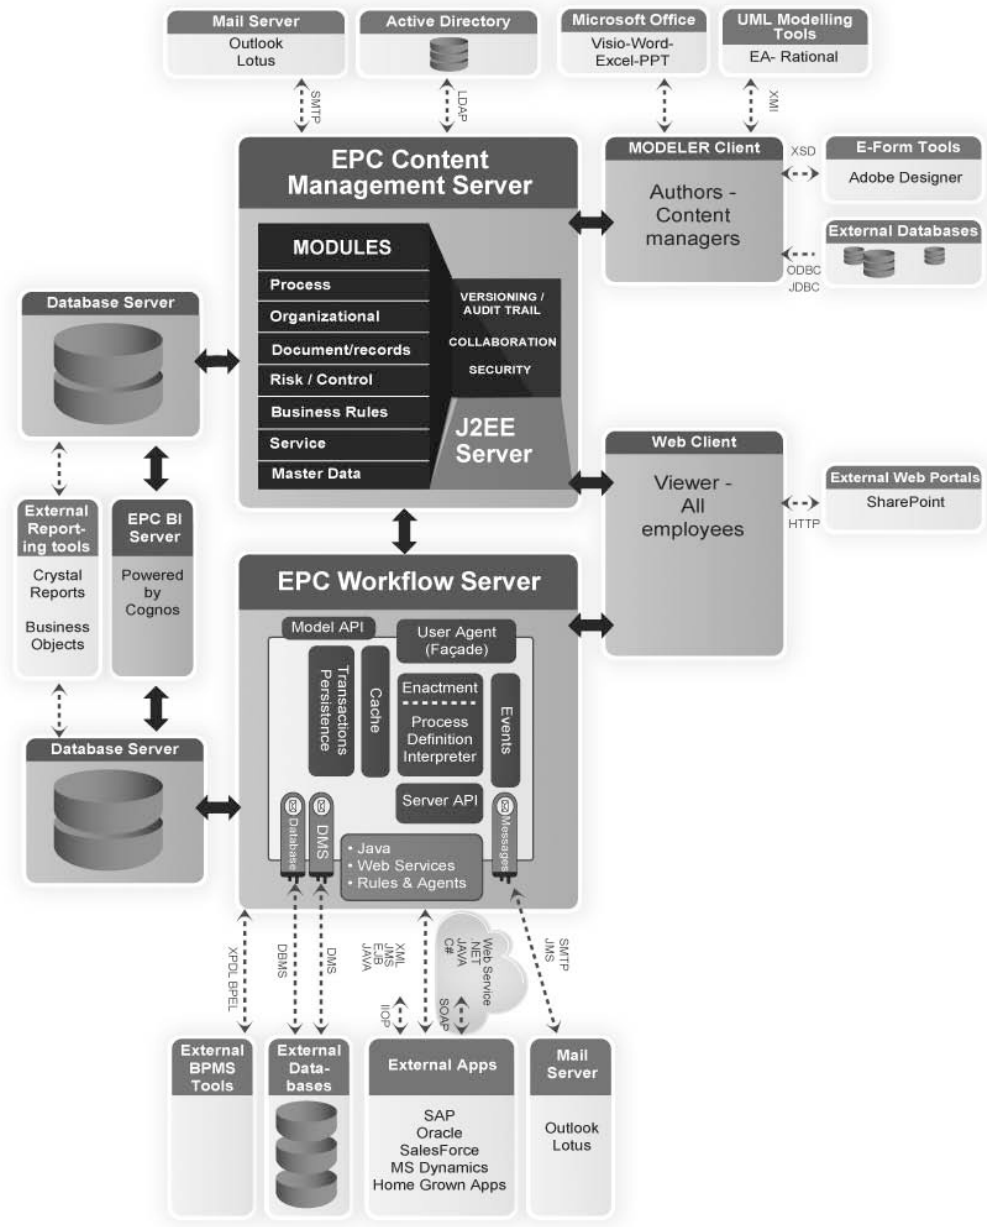 Mail Server
Outlook
Lotus
Active Directory
Microsoft Office
Visio-Word-
Excel-PPT
UML Modelling
Tools
EA- Rational
SMTP
LDAP
XMI
EPC Content
Management Server
MODULES
Process
Organizational
Document/records
Risk / Control
Business Rules
Service
Master Data
VERSIONING /
AUDIT TRAIL
COLLABORATION
SECURITY
J2EE
Server
MODELER Client
Authors -
Content
managers
XSD
E-Form Tools
Adobe Designer
External Databases
ODBC
JDBC
Database Server
Web Client
Viewer -
All
employees
External Web Portals
SharePoint
HTTP
External
Report-
ing tools
Crystal
Reports
Business
Objects
EPC BI
Server
Powered
by
Cognos
EPC Workflow Server
Model API
User Agent
(Façade)
Transactions
Persistence
Cache
Enactment
Process
Definition
Interpreter
Events
Server API
Database
DMS
Messages
• Java
• Web Services
• Rules & Agents
Database Server
XPDL BPEL
DBMS
DMS
XML
JMS
EJB
JAVA
IIOP
Web Service
.NET
JAVA
C#
SOAP
SMTP
JMS
External
BPMS
Tools
External
Data-
bases
External Apps
SAP
Oracle
SalesForce
MS Dynamics
Home Grown Apps
Mail
Server
Outlook
Lotus